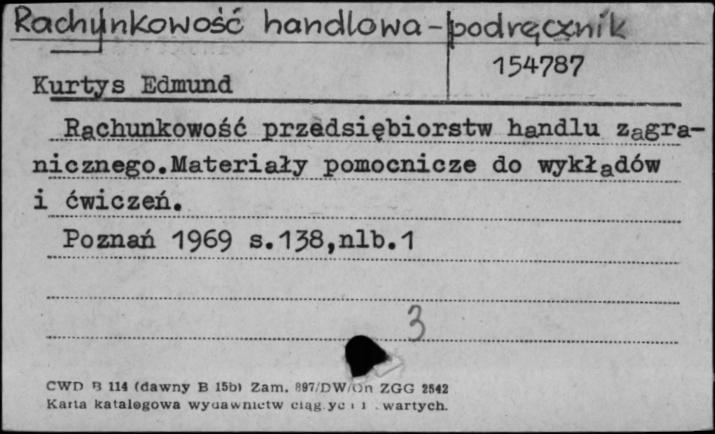 Rachunkowość handlowa - podręcznik
154787
Kurtys Edmund
Rachunkowość przedsiębiorstw handlu zagra-
nicznego. Materiały pomocnicze do wykładów
i ćwiczeń.
Poznań 1969 s.138, nlb.1
3
CWD B 114 (dawny B 15b) Zam. 897/DW/On ZGG 2542
Karta katalogowa wydawnictw ciąg